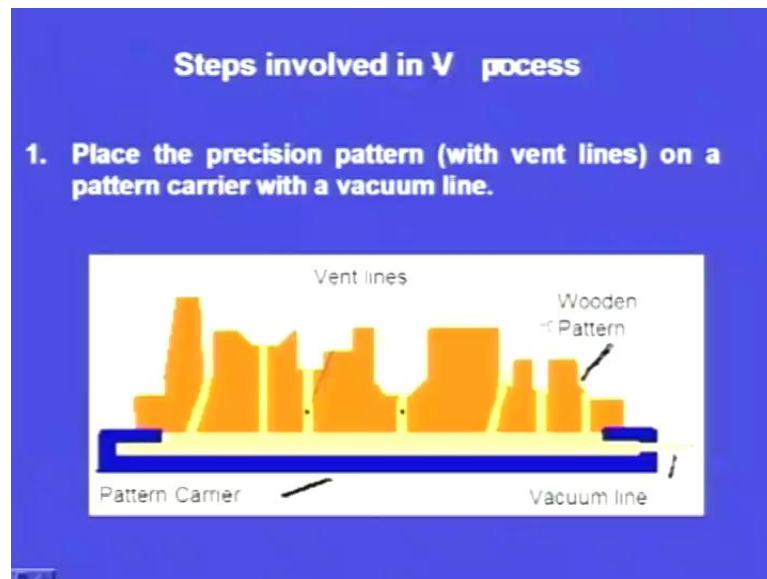 Steps involved in V process
1. Place the precision pattern (with vent lines) on a
pattern carrier with a vacuum line.
Vent lines
Wooden
Pattern
Pattern Carrier
Vacuum line